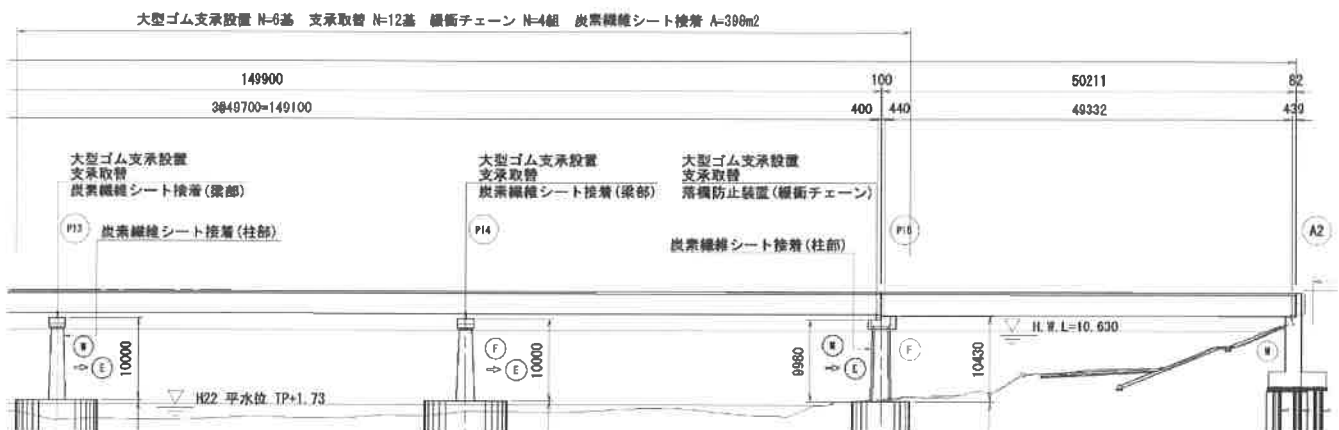 大型ゴム支承設置 N=6基 支承取替 N=12基 緩衝チェーン N=4組 炭素繊維シート接着 A=398m2
149900 100 50211 82
3@49700=149100 400 440 49332 439
大型ゴム支承設置
支承取替
炭素繊維シート接着(梁部)
大型ゴム支承設置
支承取替
炭素繊維シート接着(梁部)
大型ゴム支承設置
支承取替
落橋防止装置(緩衝チェーン)
P13
炭素繊維シート接着(柱部)
P14
炭素繊維シート接着(柱部)
A2
H.W.L=10.630
M
⇨ E
10000
F
⇨ E
10000
9980
M
⇨ E
F
10430
M
H22 平水位 TP+1.73